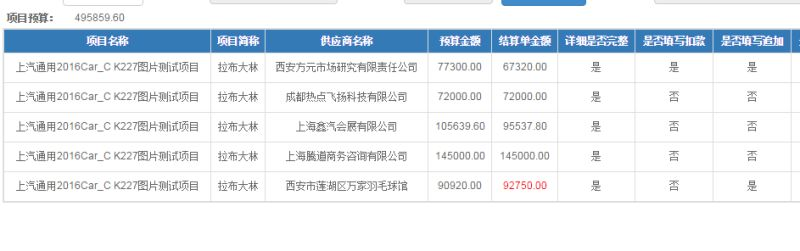 项目预算： 495859.60
项目名称 项目简称 供应商名称 预算金额 结算单金额 详细是否完整 是否填写扣款 是否填写追加
上汽通用2016Car_C K227图片测试项目 拉布大林 西安方元市场研究有限责任公司 77300.00 67320.00 是 是 是
上汽通用2016Car_C K227图片测试项目 拉布大林 成都热点飞扬科技有限公司 72000.00 72000.00 是 否 否
上汽通用2016Car_C K227图片测试项目 拉布大林 上海鑫汽会展有限公司 105639.60 95537.80 是 否 否
上汽通用2016Car_C K227图片测试项目 拉布大林 上海腾道商务咨询有限公司 145000.00 145000.00 是 否 否
上汽通用2016Car_C K227图片测试项目 拉布大林 西安市莲湖区万家羽毛球馆 90920.00 92750.00 是 否 是